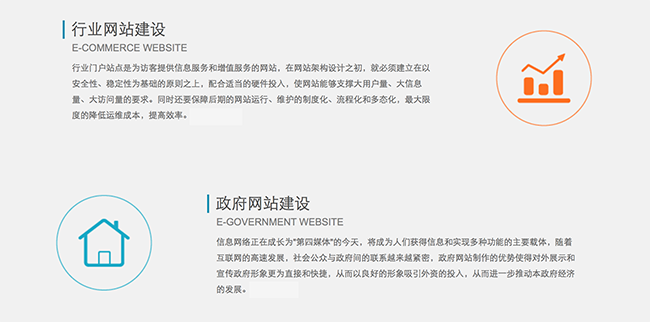 行业网站建设
E-COMMERCE WEBSITE
行业门户站点是为访客提供信息服务和增值服务的网站，在网站架构设计之初，就必须建立在以
安全性、稳定性为基础的原则之上，配合适当的硬件投入，使网站能够支撑大用户量、大信息
量、大访问量的要求。同时还要保障后期的网站运行、维护的制度化、流程化和多态化，最大限
度的降低运维成本，提高效率。
政府网站建设
E-GOVERNMENT WEBSITE
信息网络正在成长为"第四媒体"的今天，将成为人们获得信息和实现多种功能的主要载体，随着
互联网的高速发展，社会公众与政府间的联系越来越紧密，政府网站制作的优势使得对外展示和
宣传政府形象更为直接和快捷，从而以良好的形象吸引外资的投入，从而进一步推动本政府经济
的发展。